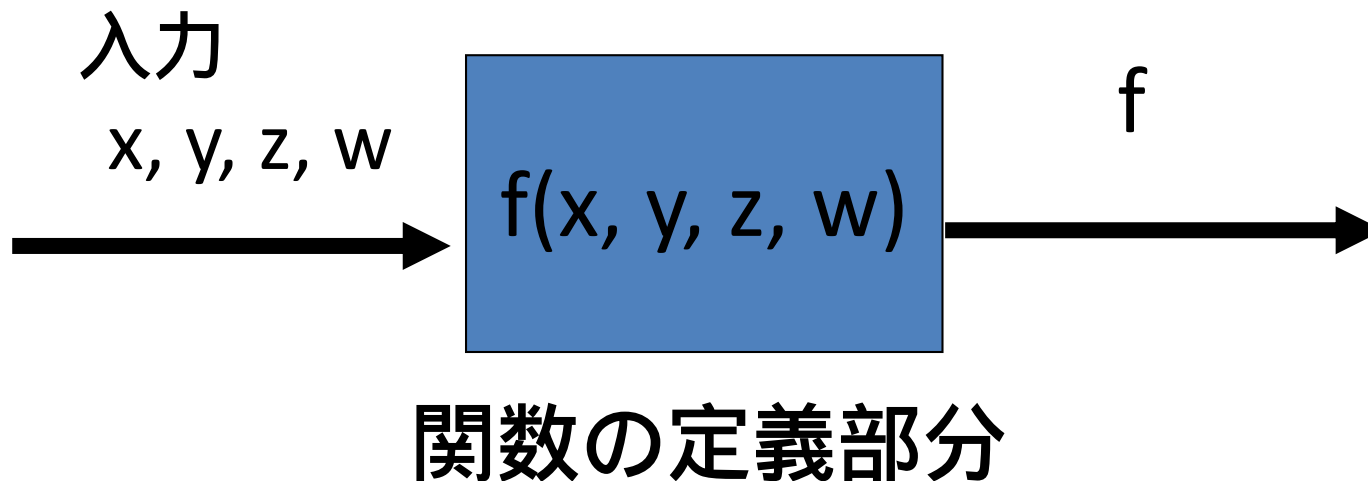 入力
x, y, z, w
f(x, y, z, w)
f
関数の定義部分